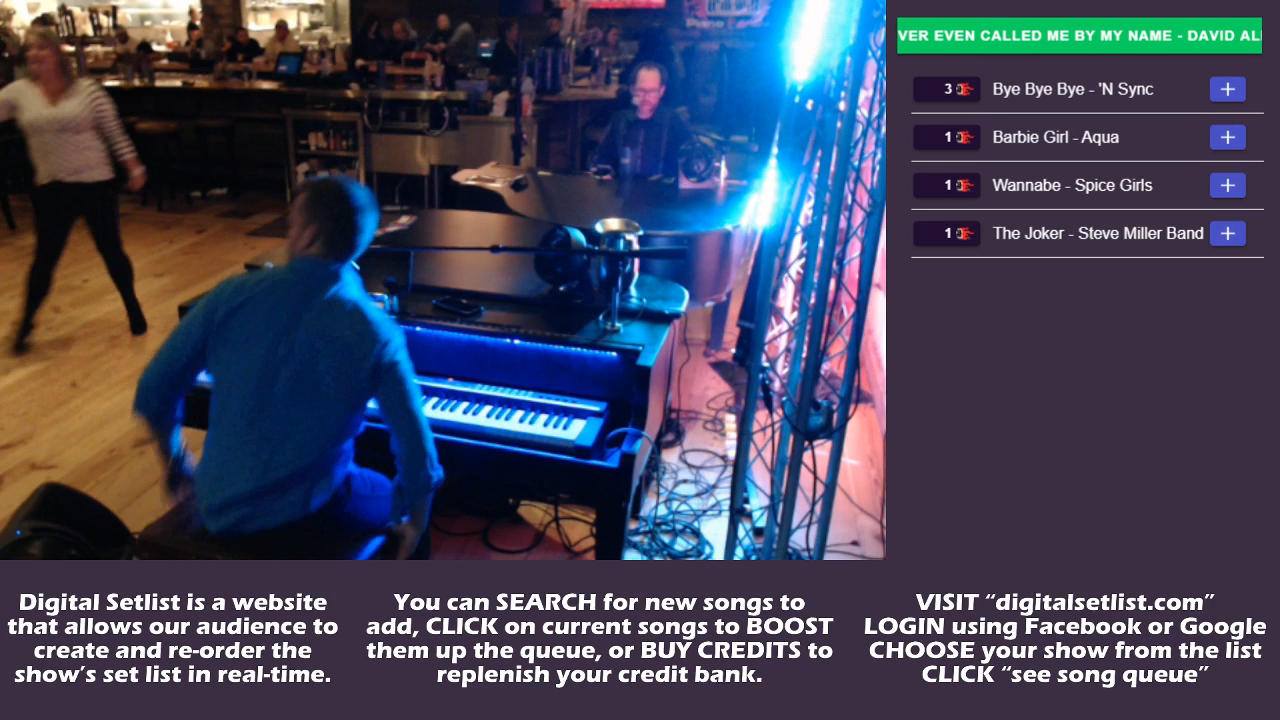 VER EVEN CALLED ME BY MY NAME - DAVID AL
3 Bye Bye Bye - 'N Sync +
1 Barbie Girl - Aqua +
1 Wannabe - Spice Girls +
1 The Joker - Steve Miller Band +
Digital Setlist is a website
that allows our audience to
create and re-order the
show's set list in real-time.
You can SEARCH for new songs to
add, CLICK on current songs to BOOST
them up the queue, or BUY CREDITS to
replenish your credit bank.
VISIT “digitalsetlist.com”
LOGIN using Facebook or Google
CHOOSE your show from the list
CLICK “see song queue”